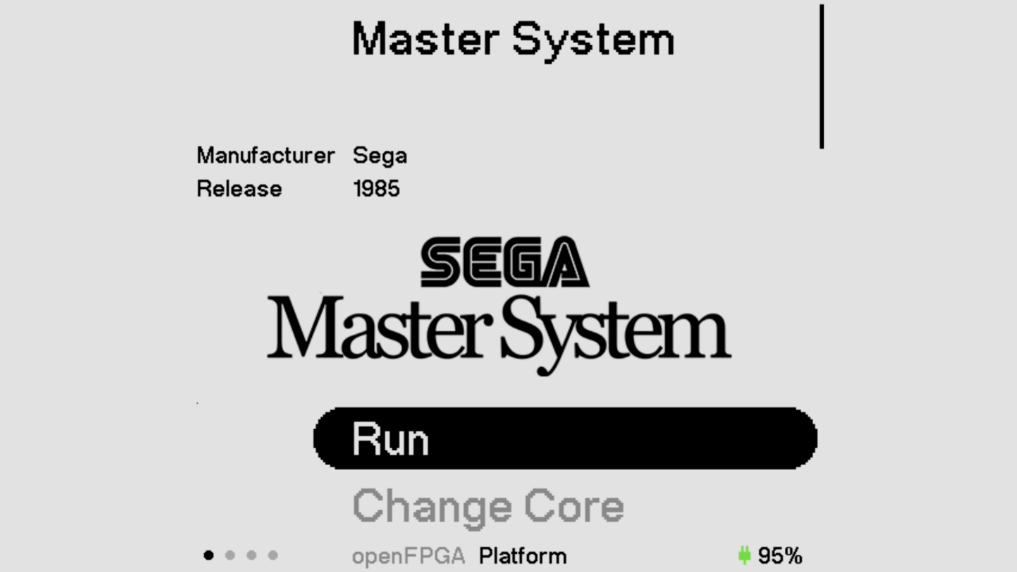 Master System
Manufacturer Sega
Release 1985
SEGA
Master System
Run
Change Core
openFPGA Platform 95%